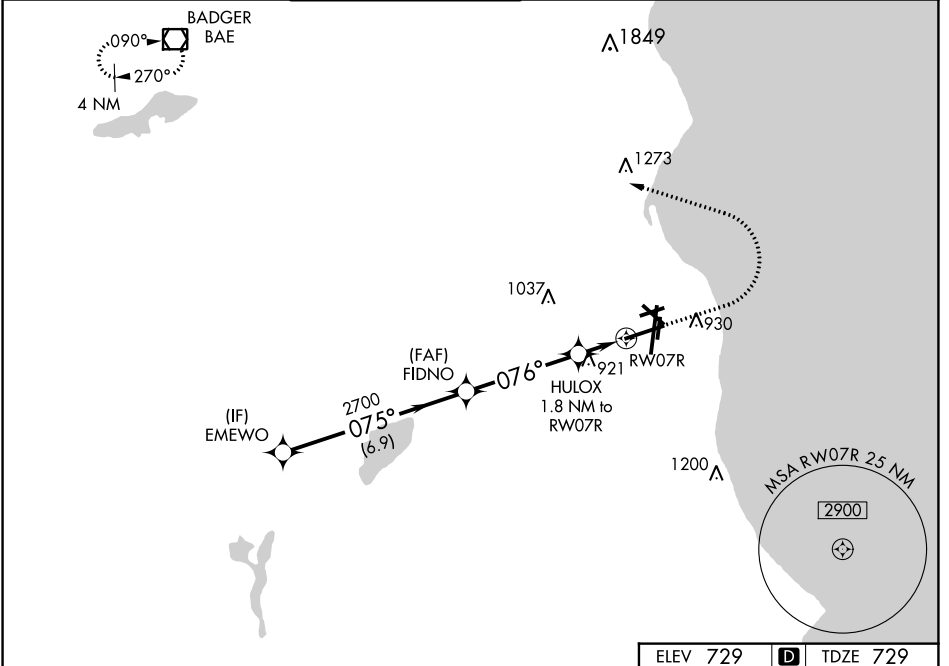 BADGER
BAE
090°
270°
4 NM
1849
1273
1037
930
(FAF)
FIDNO
076°
921
RW07R
HULOX
1.8 NM to
RW07R
(IF)
EMEWO
2700
075°
(6.9)
1200
MSA RW07R 25 NM
2900
ELEV 729 D TDZE 729